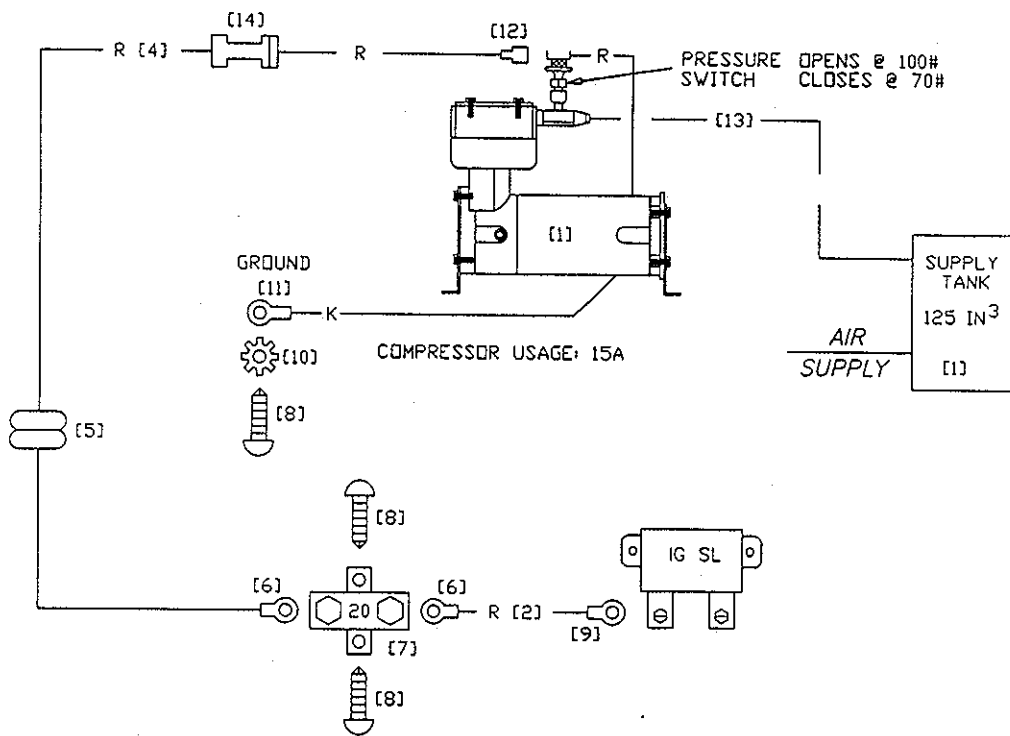 [14]
[12]
R [4]
R
R
PRESSURE OPENS @ 100#
SWITCH CLOSES @ 70#
[13]
[1]
GROUND
[11]
K
SUPPLY
TANK
125 IN³
[1]
[10]
COMPRESSOR USAGE: 15A
AIR
SUPPLY
[8]
[5]
[8]
IG SL
[6]
20
[6]
R [2]
[9]
[7]
[8]